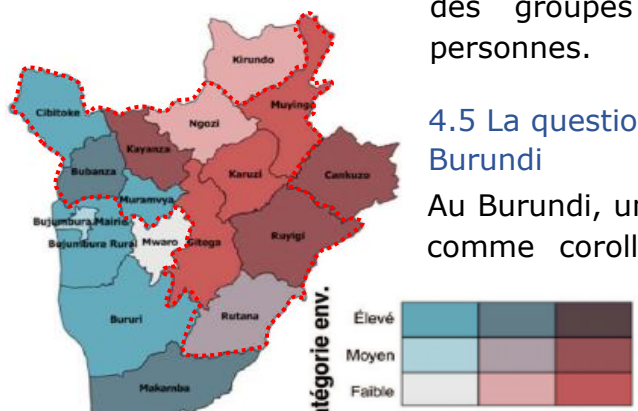 des groupes
personnes.
4.5 La questio
Burundi
Au Burundi, un
comme coroll
Kirundo
Cibitoke
Ngozi
Muyinga
Kayanza
Bubanza
Karuzi
Cankuzo
Muramvya
Bujumbura Mairie
Bujumbura Rural
Mwaro
Gitega
Ruyigi
Bururi
Rutana
Makamba
tégorie env.
Élevé
Moyen
Faible